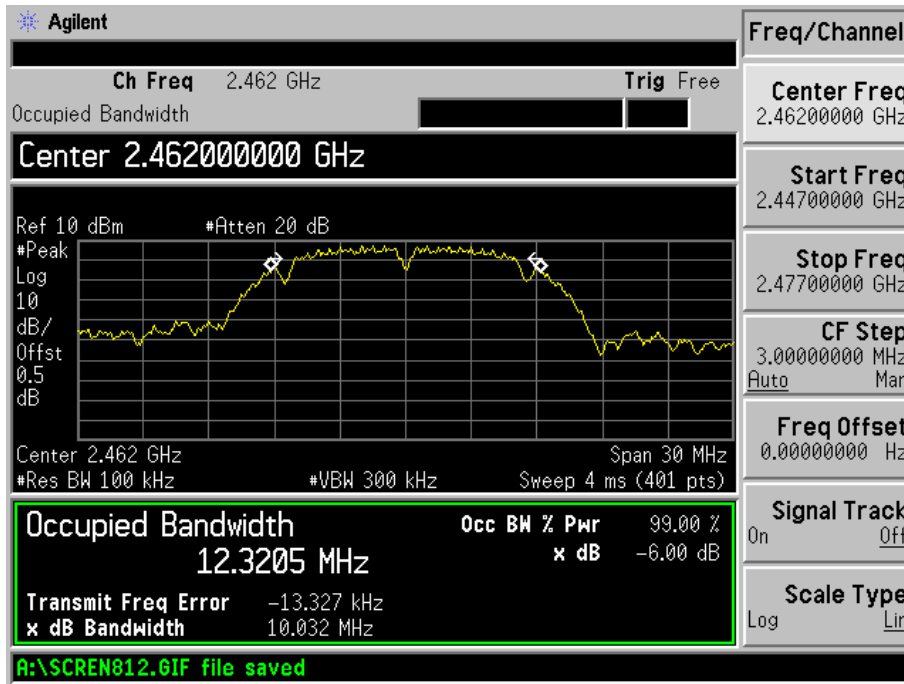 Agilent
Freq/Channel
Ch Freq 2.462 GHz Trig Free
Occupied Bandwidth
Center 2.462000000 GHz
Center Freq
2.46200000 GHz
Start Freq
2.44700000 GHz
Stop Freq
2.47700000 GHz
CF Step
3.00000000 MHz
Auto Man
Freq Offset
0.00000000 Hz
Signal Track
On Off
Scale Type
Log Lin
Ref 10 dBm #Atten 20 dB
#Peak
Log
10
dB/
Offst
0.5
dB
Center 2.462 GHz Span 30 MHz
#Res BW 100 kHz #VBW 300 kHz Sweep 4 ms (401 pts)
Occupied Bandwidth Occ BW % Pwr 99.00 %
12.3205 MHz x dB -6.00 dB
Transmit Freq Error -13.327 kHz
x dB Bandwidth 10.032 MHz
A:\SCREN812.GIF file saved